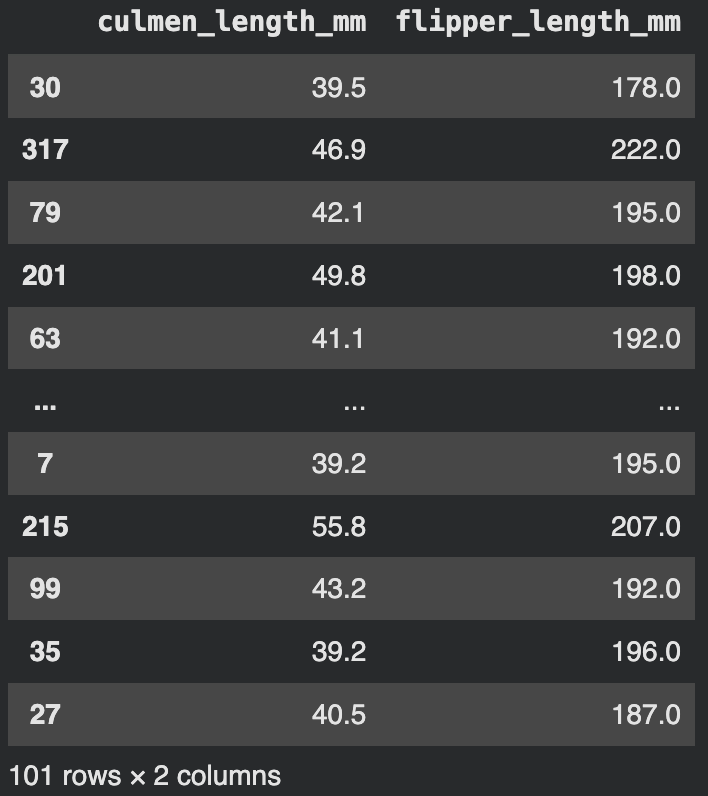 culmen_length_mm flipper_length_mm
30 39.5 178.0
317 46.9 222.0
79 42.1 195.0
201 49.8 198.0
63 41.1 192.0
... ... ...
7 39.2 195.0
215 55.8 207.0
99 43.2 192.0
35 39.2 196.0
27 40.5 187.0
101 rows × 2 columns